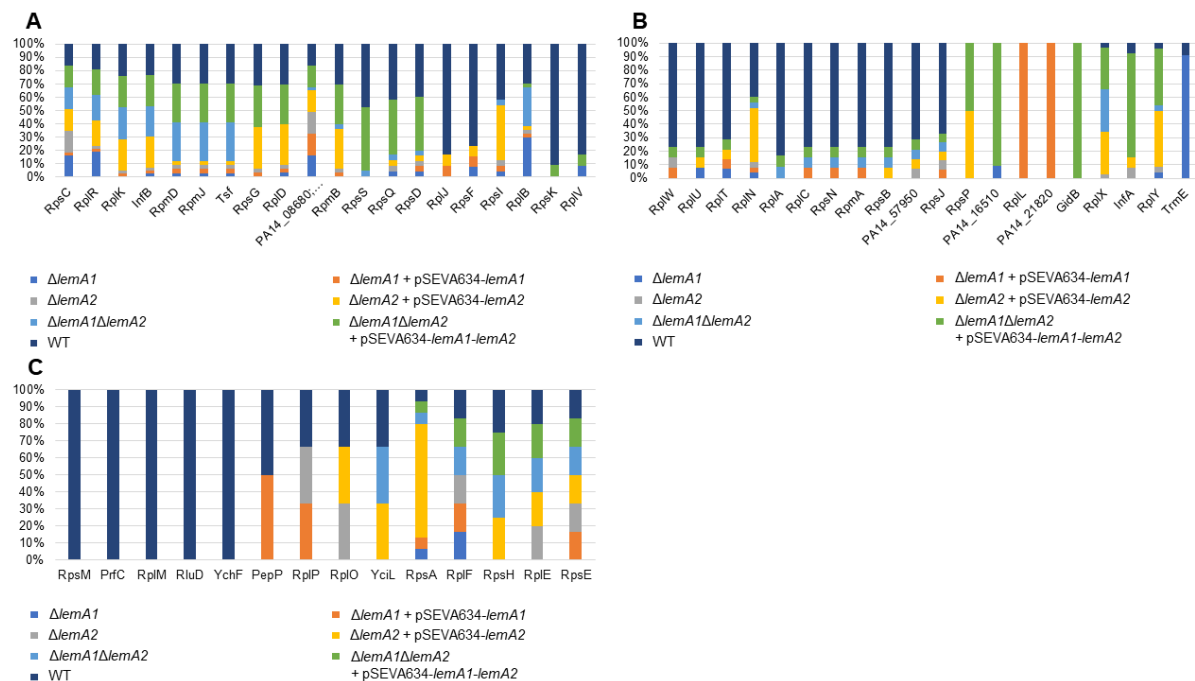 A
100%
90%
80%
70%
60%
50%
40%
30%
20%
10%
0%
RpsC
RplR
RplK
InfB
RpmD
RpmJ
Tsf
RpsG
RplD
PA14_08680;...
RpmB
RpsS
RpsQ
RpsD
RplJ
RpsF
RpsI
RplB
RpsK
RplV
ΔlemA1
ΔlemA1 + pSEVA634-lemA1
ΔlemA2
ΔlemA2 + pSEVA634-lemA2
ΔlemA1ΔlemA2
ΔlemA1ΔlemA2
+ pSEVA634-lemA1-lemA2
WT
B
100%
90%
80%
70%
60%
50%
40%
30%
20%
10%
0%
RplW
RplU
RplT
RplN
RplA
RplC
RpsN
RpmA
RpsB
PA14_57950
RpsJ
RpsP
PA14_16510
RplL
PA14_21820
GidB
RplX
InfA
RplY
TrmE
ΔlemA1
ΔlemA1 + pSEVA634-lemA1
ΔlemA2
ΔlemA2 + pSEVA634-lemA2
ΔlemA1ΔlemA2
ΔlemA1ΔlemA2
+ pSEVA634-lemA1-lemA2
WT
C
100%
90%
80%
70%
60%
50%
40%
30%
20%
10%
0%
RpsM PrfC RplM RluD YchF PepP RplP RplO YciL RpsA RplF RpsH RplE RpsE
ΔlemA1
ΔlemA1 + pSEVA634-lemA1
ΔlemA2
ΔlemA2 + pSEVA634-lemA2
ΔlemA1ΔlemA2
ΔlemA1ΔlemA2
+ pSEVA634-lemA1-lemA2
WT